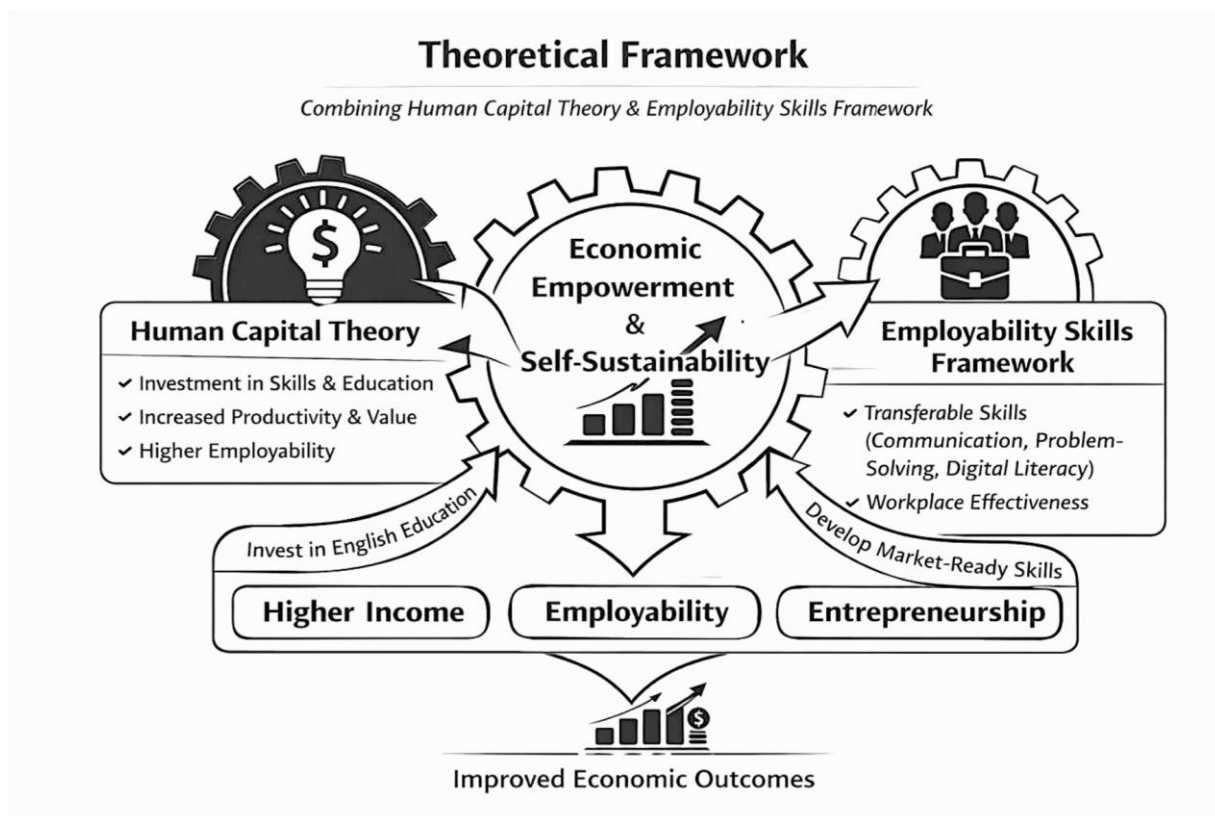 Theoretical Framework
Combining Human Capital Theory & Employability Skills Framework
$
Economic
Empowerment
&
Self-Sustainability
Human Capital Theory
✓ Investment in Skills & Education
✓ Increased Productivity & Value
✓ Higher Employability
Employability Skills
Framework
✓ Transferable Skills
(Communication, Problem-
Solving, Digital Literacy)
✓ Workplace Effectiveness
Invest in English Education
Develop Market-Ready Skills
Higher Income
Employability
Entrepreneurship
$
Improved Economic Outcomes